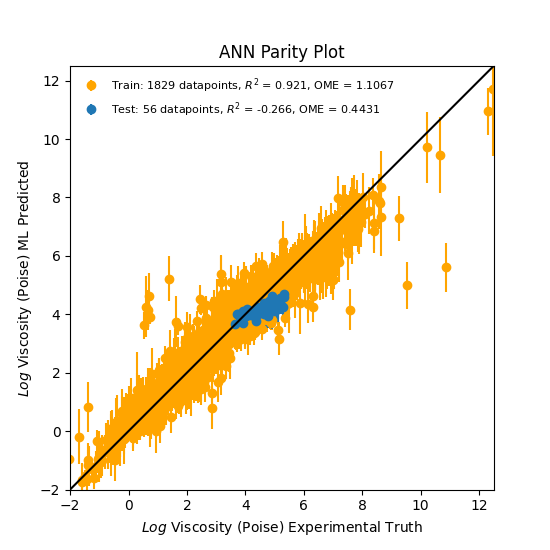 ANN Parity Plot
Train: 1829 datapoints, R² = 0.921, OME = 1.1067
Test: 56 datapoints, R² = -0.266, OME = 0.4431
Log Viscosity (Poise) ML Predicted
12
10
8
6
4
2
0
−2
−2 0 2 4 6 8 10 12
Log Viscosity (Poise) Experimental Truth